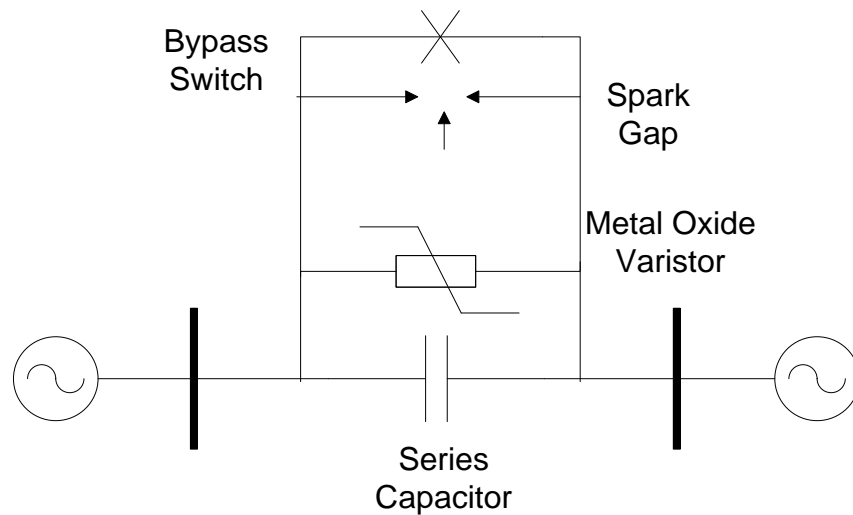 Bypass
Switch
Spark
Gap
Metal Oxide
Varistor
Series
Capacitor